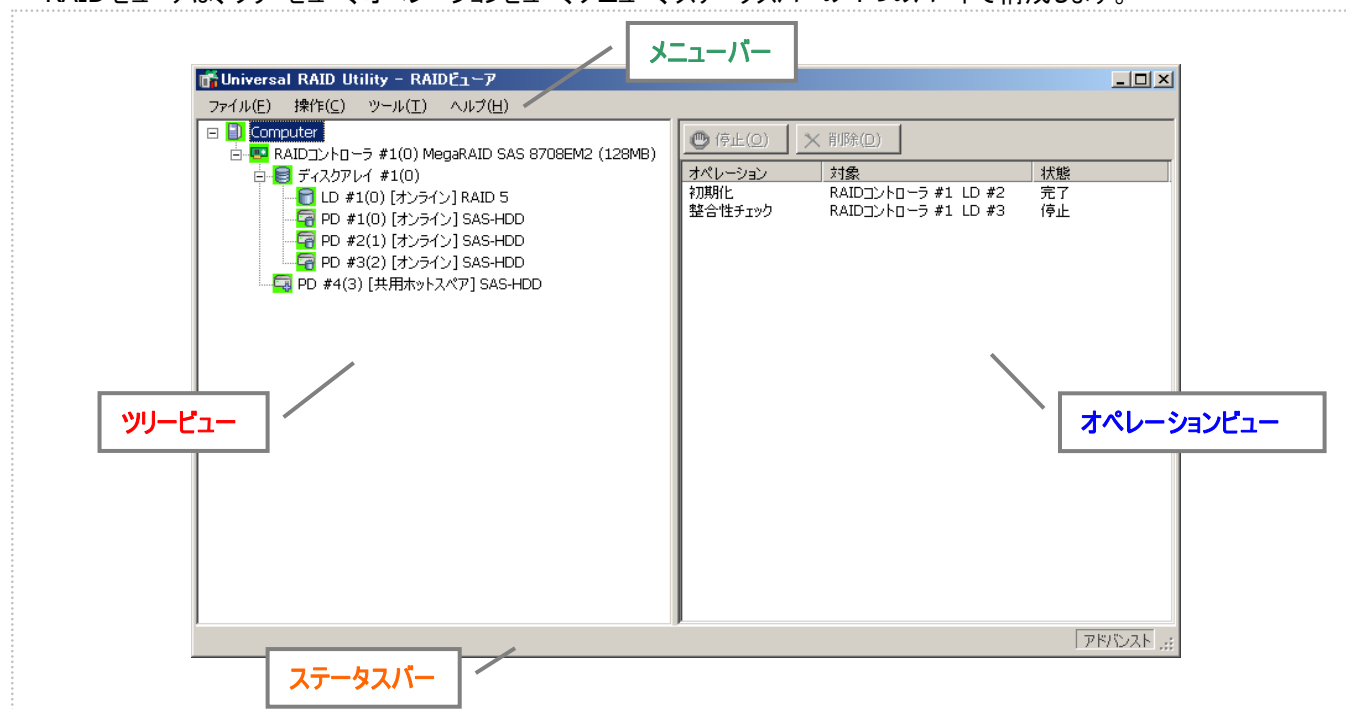 メニューバー
Universal RAID Utility - RAIDビューア
ファイル(F) 操作(C) ツール(T) ヘルプ(H)
Computer
RAIDコントローラ #1(0) MegaRAID SAS 8708EM2 (128MB)
ディスクアレイ #1(0)
LD #1(0) [オンライン] RAID 5
PD #1(0) [オンライン] SAS-HDD
PD #2(1) [オンライン] SAS-HDD
PD #3(2) [オンライン] SAS-HDD
PD #4(3) [共用ホットスペア] SAS-HDD
停止(O) 削除(D)
オペレーション 対象 状態
初期化 RAIDコントローラ #1 LD #2 完了
整合性チェック RAIDコントローラ #1 LD #3 停止
ツリービュー
オペレーションビュー
アドバンスト
ステータスバー